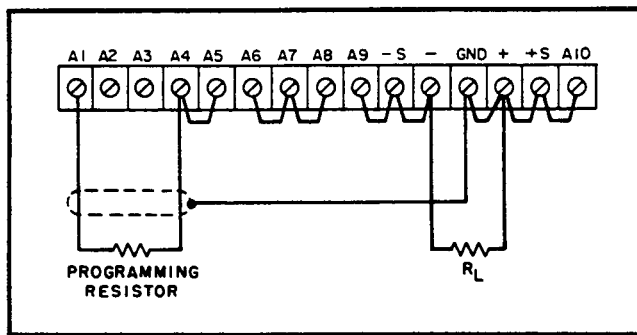 A1 A2 A3 A4 A5 A6 A7 A8 A9 -S - GND + +S A10
PROGRAMMING
RESISTOR
RL